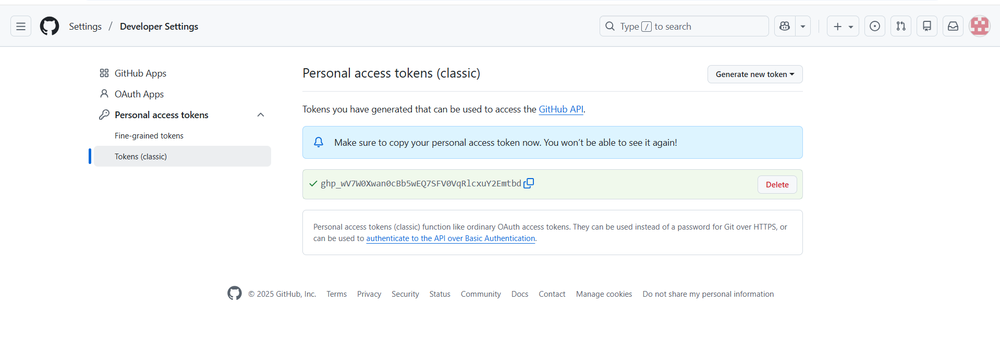 Settings / Developer Settings
Type / to search
GitHub Apps
OAuth Apps
Personal access tokens
Fine-grained tokens
Tokens (classic)
Personal access tokens (classic)
Generate new token
Tokens you have generated that can be used to access the GitHub API.
Make sure to copy your personal access token now. You won’t be able to see it again!
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
Delete
Personal access tokens (classic) function like ordinary OAuth access tokens. They can be used instead of a password for Git over HTTPS, or
can be used to authenticate to the API over Basic Authentication.
© 2025 GitHub, Inc. Terms Privacy Security Status Community Docs Contact Manage cookies Do not share my personal information